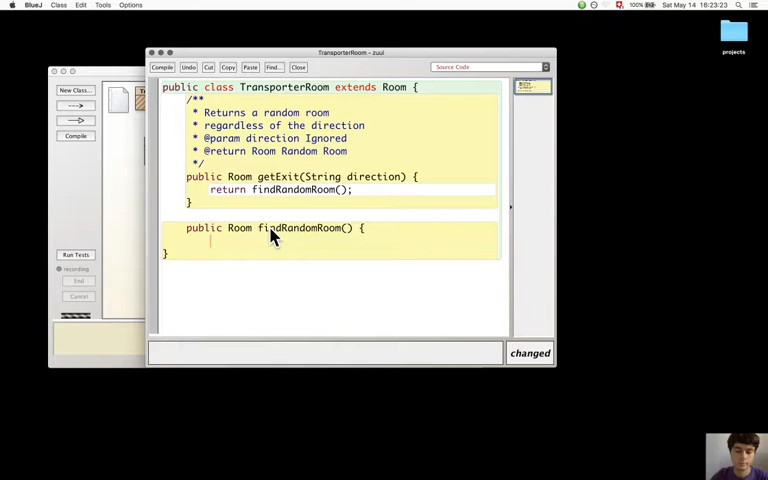 BlueJ Class Edit Tools Options
100% Sat May 14 16:23:23
projects
TransporterRoom - zuul
Compile Undo Cut Copy Paste Find... Close Source Code
New Class...
Compile
Run Tests
recording
End
Cancel
public class TransporterRoom extends Room {
/**
* Returns a random room
* regardless of the direction
* @param direction Ignored
* @return Room Random Room
*/
public Room getExit(String direction) {
return findRandomRoom();
}
public Room findRandomRoom() {
}
changed